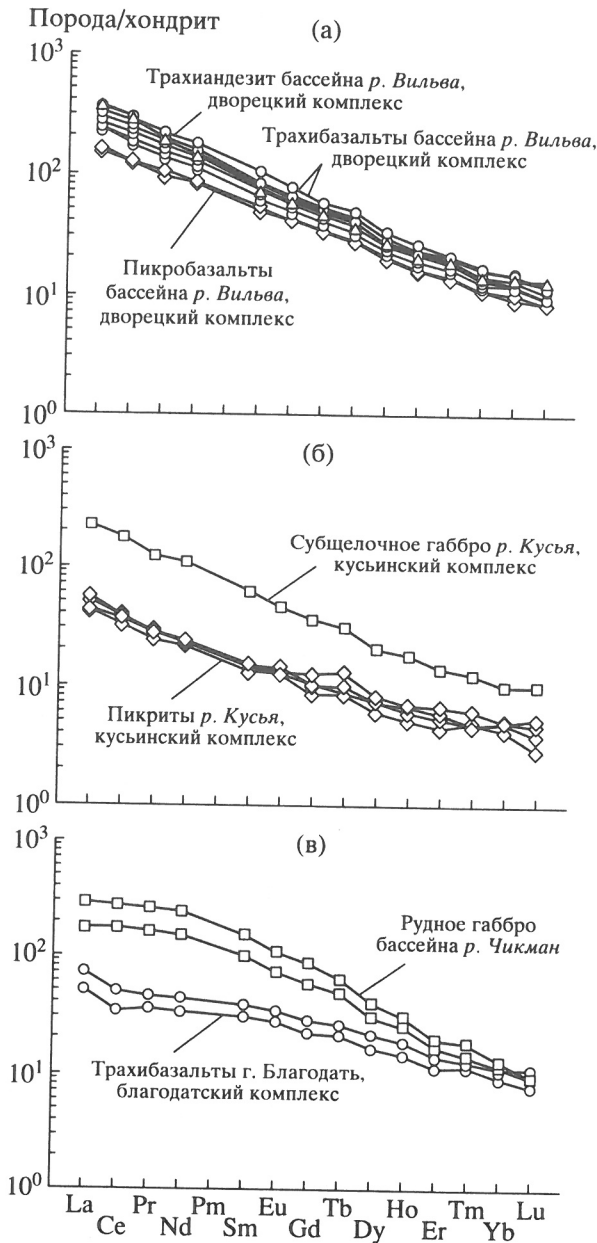 Порода/хондрит
(а)
10³
Трахиандезит бассейна р. Вильва,
дворецкий комплекс
Трахибазальты бассейна р. Вильва,
дворецкий комплекс
10²
Пикробазальты
бассейна р. Вильва,
дворецкий комплекс
10¹
10⁰
10³
(б)
Субщелочное габбро р. Кусья,
кусьинский комплекс
10²
10¹
Пикриты р. Кусья,
кусьинский комплекс
10⁰
(в)
10³
Рудное габбро
бассейна р. Чикман
10²
Трахибазальты г. Благодать,
благодатский комплекс
10¹
10⁰
La Pr Pm Eu Tb Ho Tm Lu
Ce Nd Sm Gd Dy Er Yb